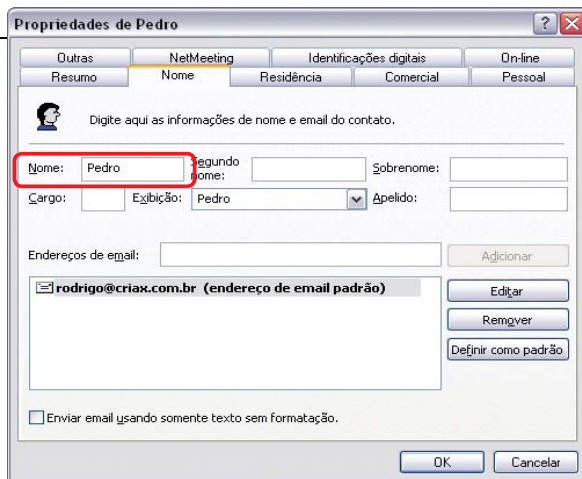 Propriedades de Pedro
Outras NetMeeting Identificações digitais On-line
Resumo Nome Residência Comercial Pessoal
Digite aqui as informações de nome e email do contato.
Nome: Pedro Segundo nome: Sobrenome:
Cargo: Exibição: Pedro Apelido:
Endereços de email: Adicionar
rodrigo@criax.com.br (endereço de email padrão) Editar
Remover
Definir como padrão
Enviar email usando somente texto sem formatação.
OK Cancelar